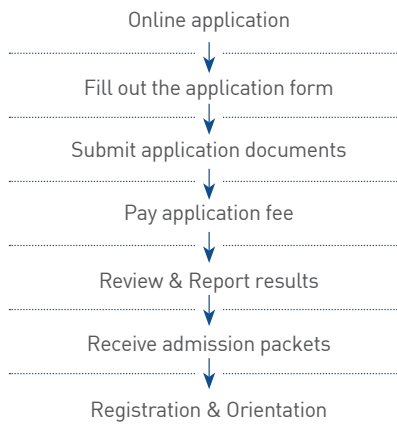 Online application
Fill out the application form
Submit application documents
Pay application fee
Review & Report results
Receive admission packets
Registration & Orientation